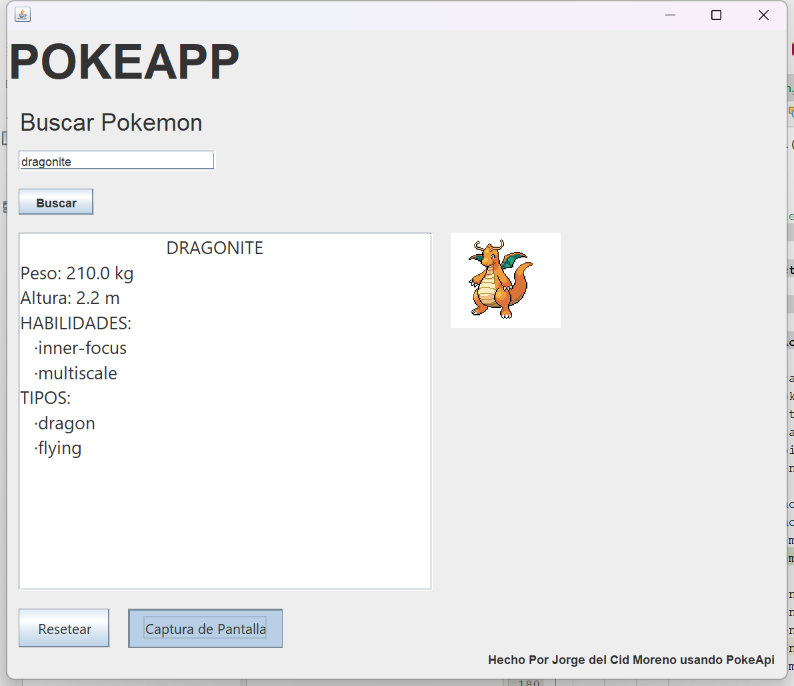 POKEAPP
Buscar Pokemon
dragonite
Buscar
DRAGONITE
Peso: 210.0 kg
Altura: 2.2 m
HABILIDADES:
·inner-focus
·multiscale
TIPOS:
·dragon
·flying
Resetear
Captura de Pantalla
Hecho Por Jorge del Cid Moreno usando PokeApi
180